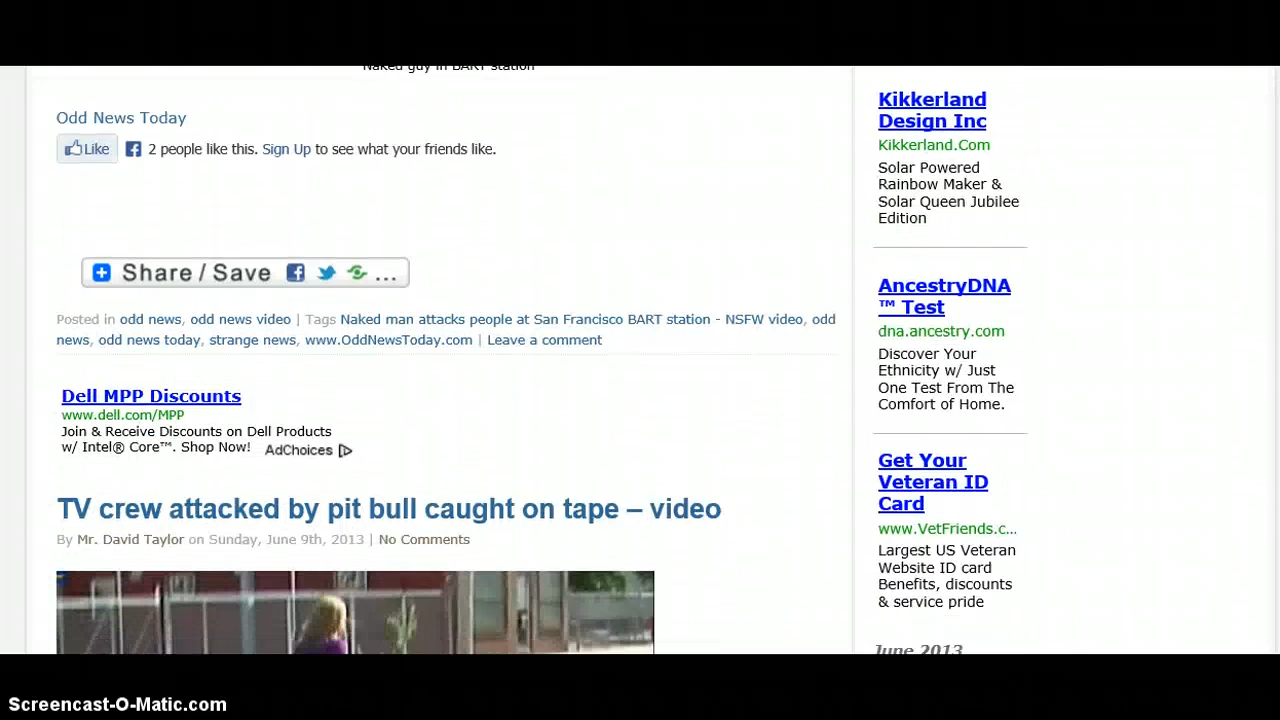 Naked guy in BART station
Odd News Today
Like 2 people like this. Sign Up to see what your friends like.
Share / Save ...
Posted in odd news, odd news video | Tags Naked man attacks people at San Francisco BART station - NSFW video, odd
news, odd news today, strange news, www.OddNewsToday.com | Leave a comment
Dell MPP Discounts
www.dell.com/MPP
Join & Receive Discounts on Dell Products
w/ Intel® Core™. Shop Now! AdChoices
TV crew attacked by pit bull caught on tape – video
By Mr. David Taylor on Sunday, June 9th, 2013 | No Comments
Kikkerland
Design Inc
Kikkerland.Com
Solar Powered
Rainbow Maker &
Solar Queen Jubilee
Edition
AncestryDNA
™ Test
dna.ancestry.com
Discover Your
Ethnicity w/ Just
One Test From The
Comfort of Home.
Get Your
Veteran ID
Card
www.VetFriends.c...
Largest US Veteran
Website ID card
Benefits, discounts
& service pride
June 2013
Screencast-O-Matic.com